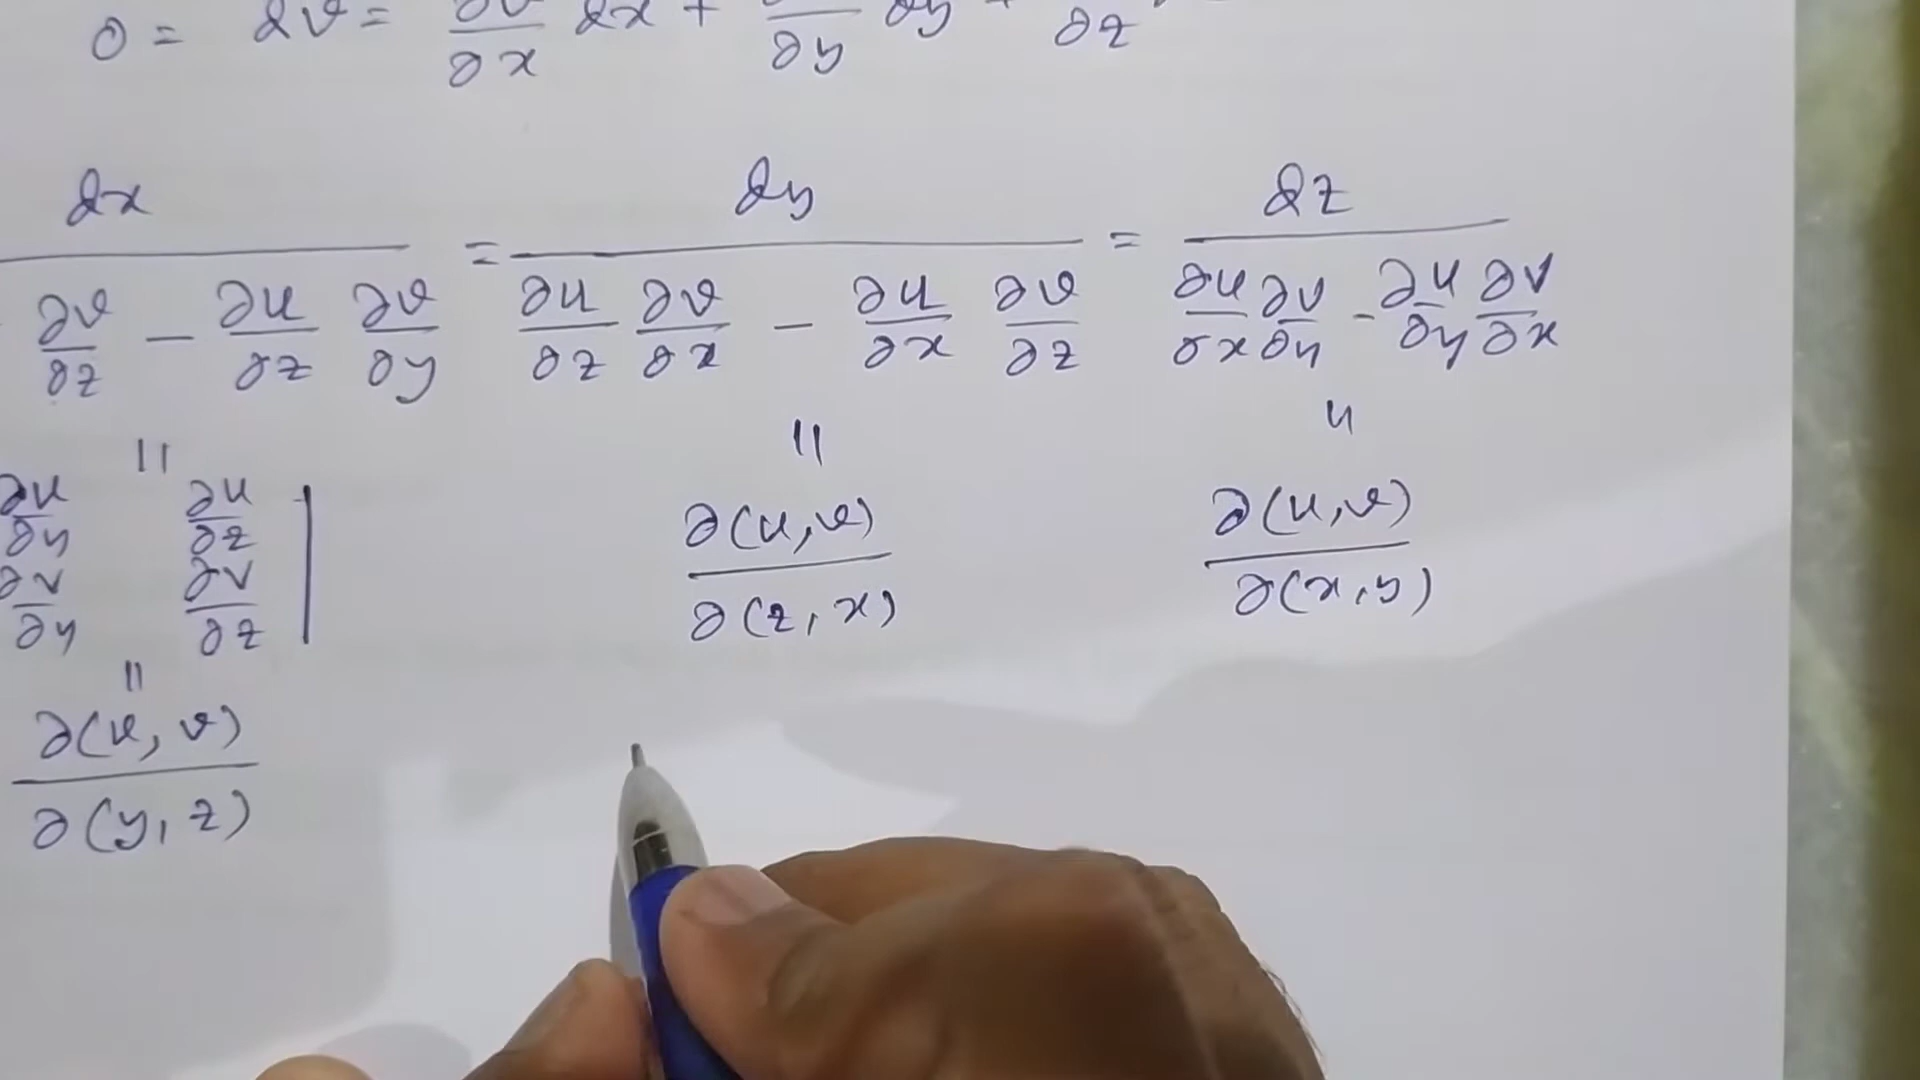 0 = dv = ∂v/∂x dx + ∂y dy + ∂z
dx = dy = dz
∂v/∂z − ∂u/∂z ∂v/∂y   ∂u/∂z ∂v/∂x − ∂u/∂x ∂v/∂z   ∂u/∂x ∂v/∂y − ∂u/∂y ∂v/∂x
|| || "
∂u/∂y ∂u/∂z |
∂v/∂y ∂v/∂z |
∂(u,v)/∂(z,x)   ∂(u,v)/∂(x,y)
||
∂(u,v)/∂(y,z)